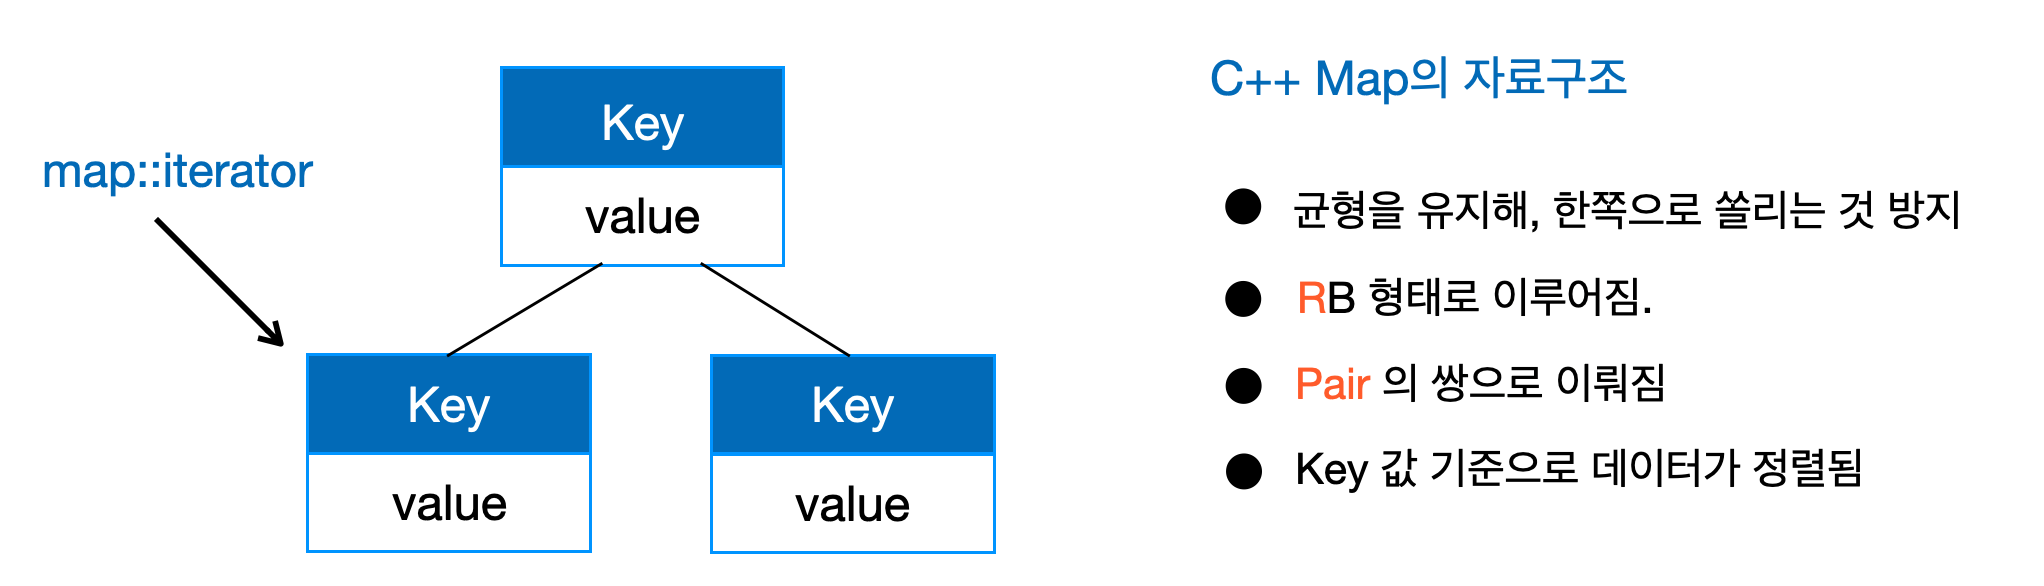 map::iterator
Key
value
Key
value
Key
value
C++ Map의 자료구조
● 균형을 유지해, 한쪽으로 쏠리는 것 방지
● RB 형태로 이루어짐.
● Pair 의 쌍으로 이뤄짐
● Key 값 기준으로 데이터가 정렬됨